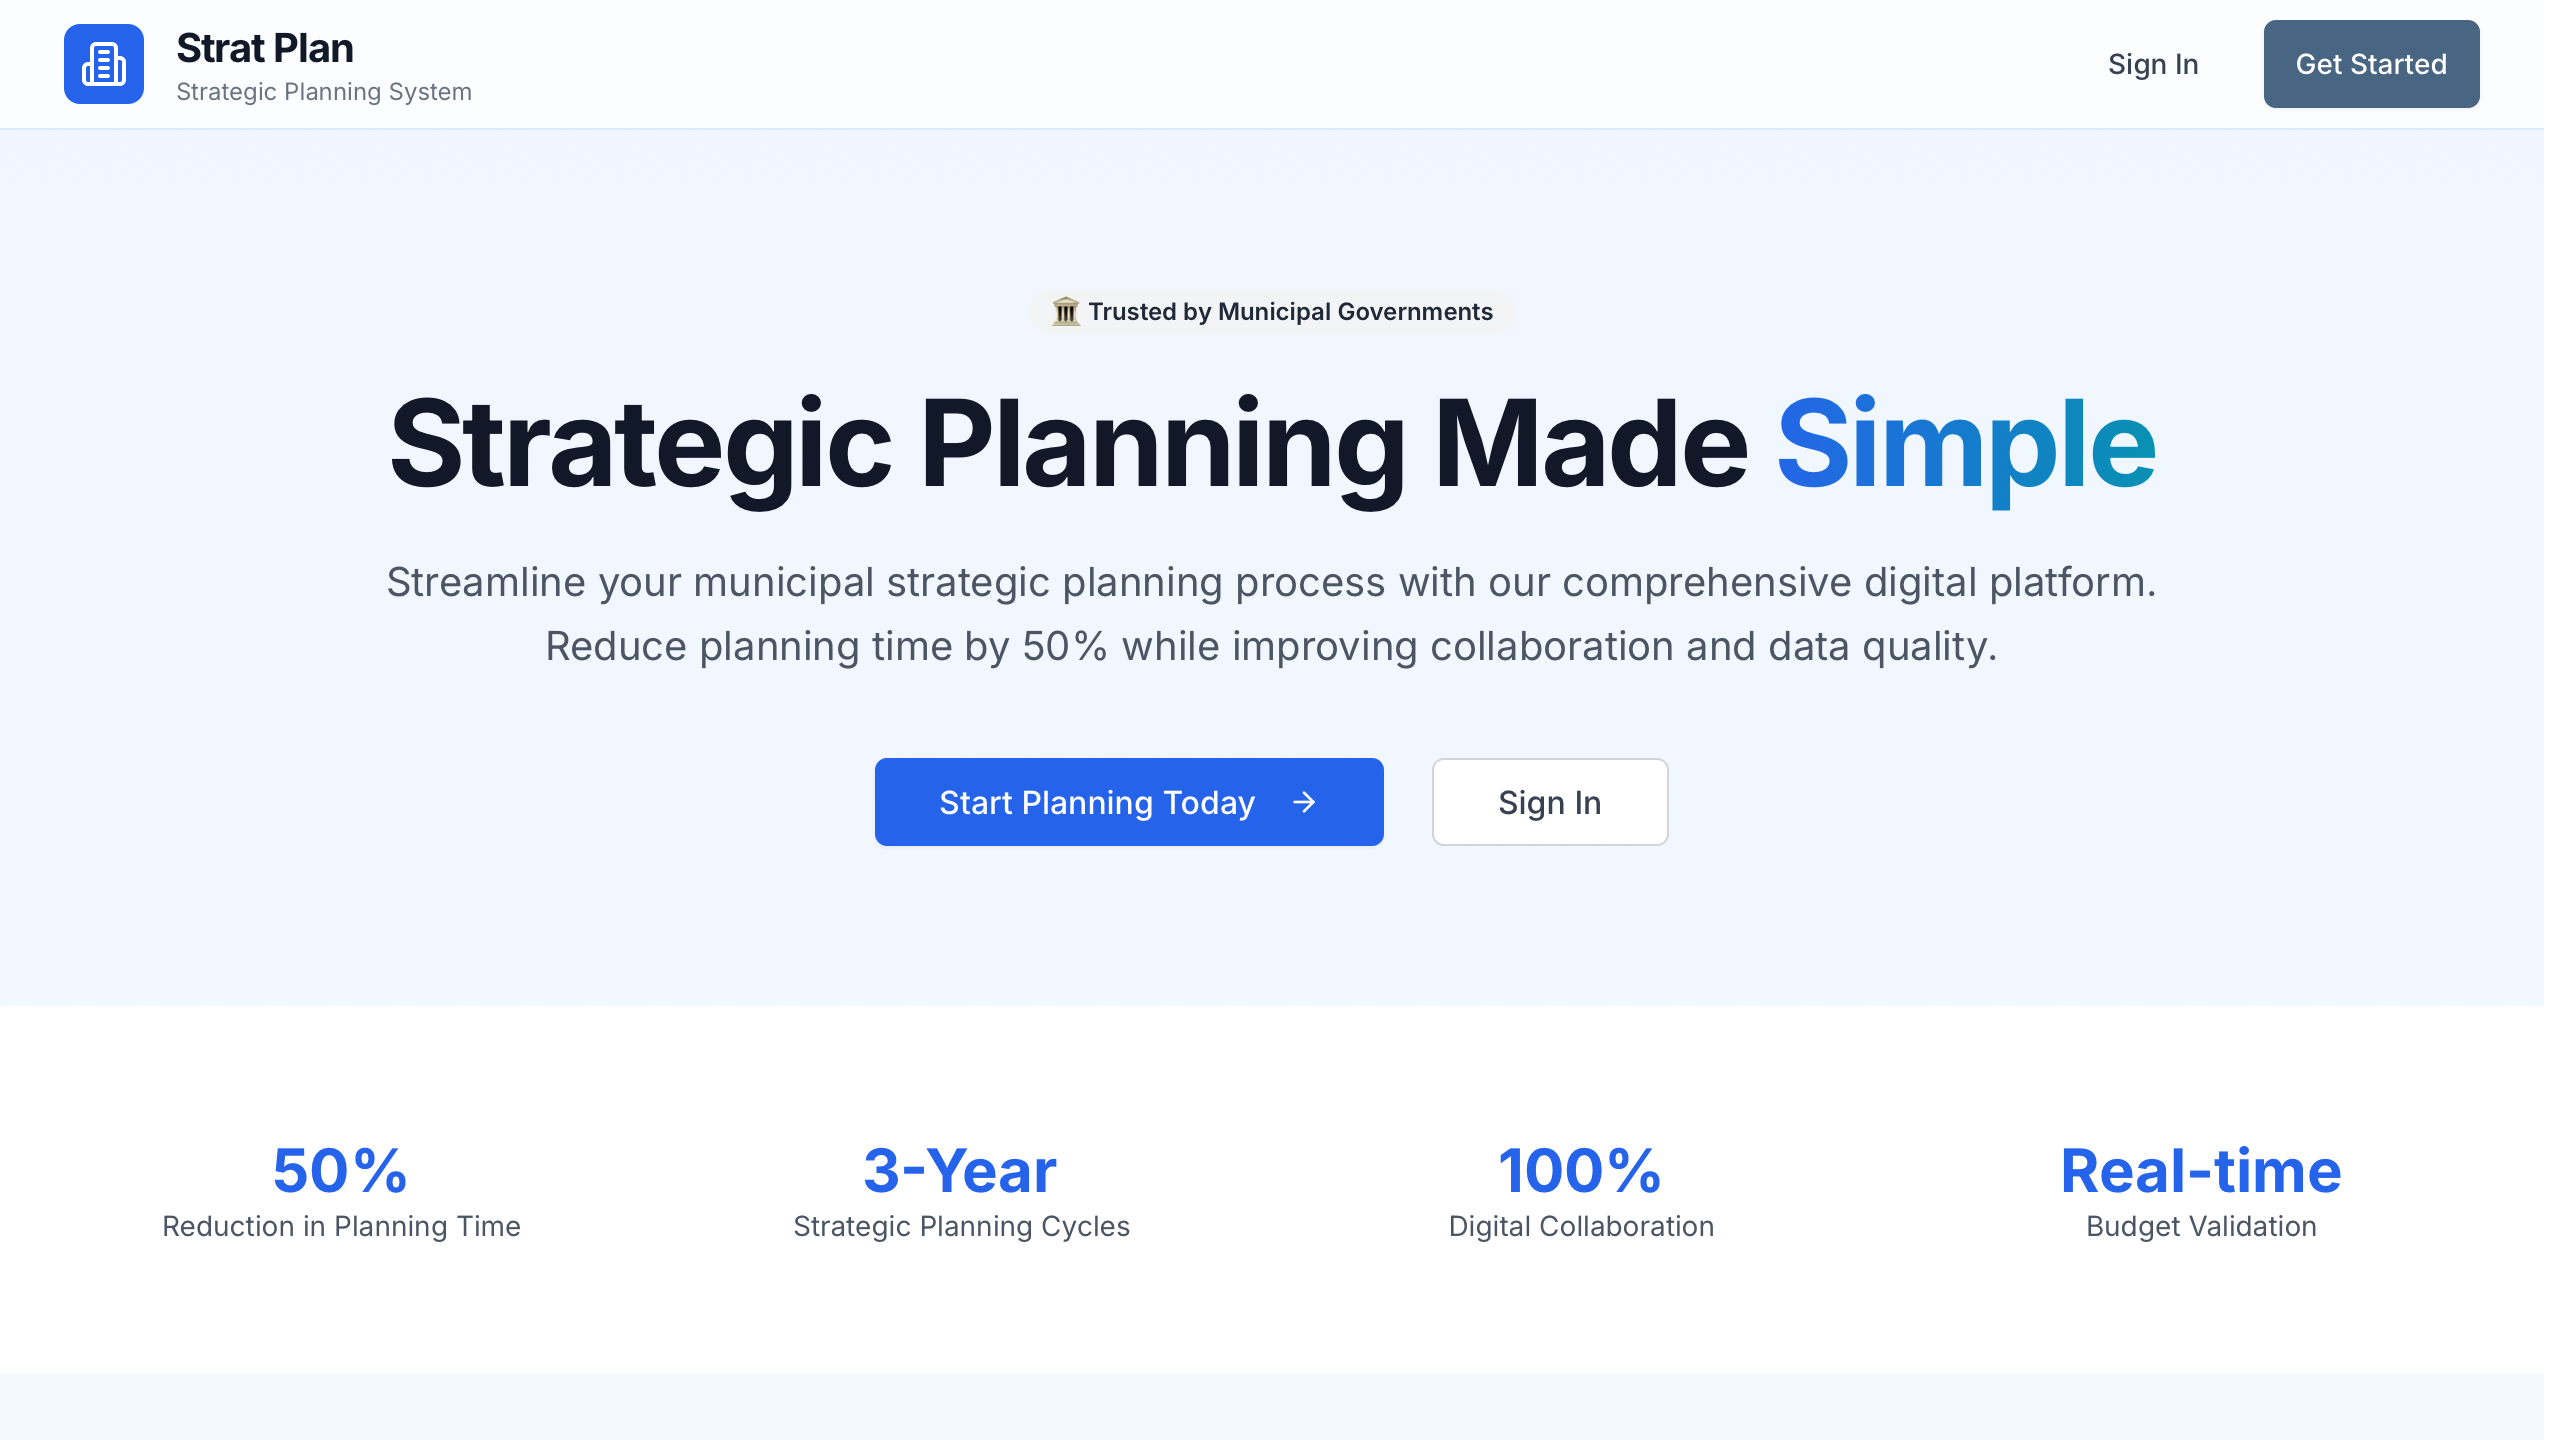 Strat Plan
Strategic Planning System
Sign In
Get Started
🏛️ Trusted by Municipal Governments
Strategic Planning Made Simple
Streamline your municipal strategic planning process with our comprehensive digital platform.
Reduce planning time by 50% while improving collaboration and data quality.
Start Planning Today →
Sign In
50%
Reduction in Planning Time
3-Year
Strategic Planning Cycles
100%
Digital Collaboration
Real-time
Budget Validation